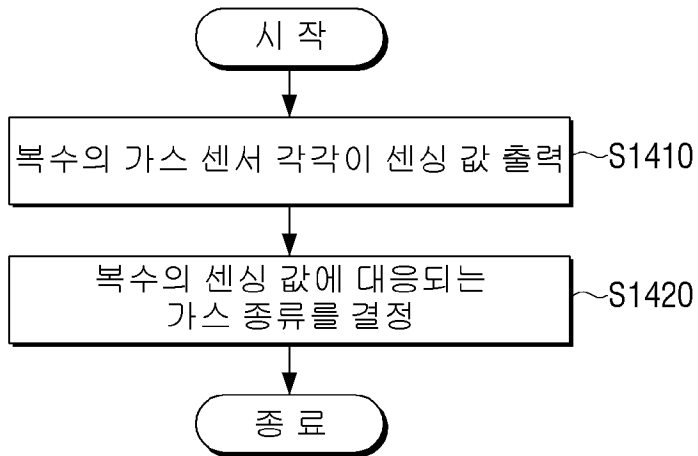 시 작
복수의 가스 센서 각각이 센싱 값 출력
S1410
복수의 센싱 값에 대응되는
가스 종류를 결정
S1420
종 료